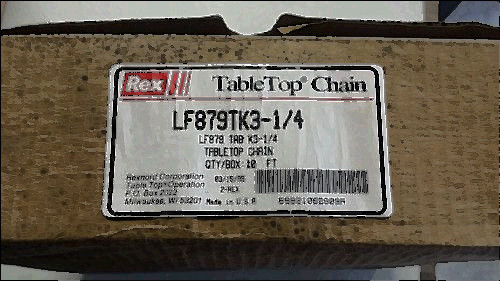 Rex TableTop® Chain
LF879TK3-1/4
LF879 TAB K3-1/4
TABLETOP CHAIN
QTY/BOX 10 FT
Rexnord Corporation
Table Top® Operation
P.O. Box 2022
Milwaukee, WI 53201 Made in U.S.A